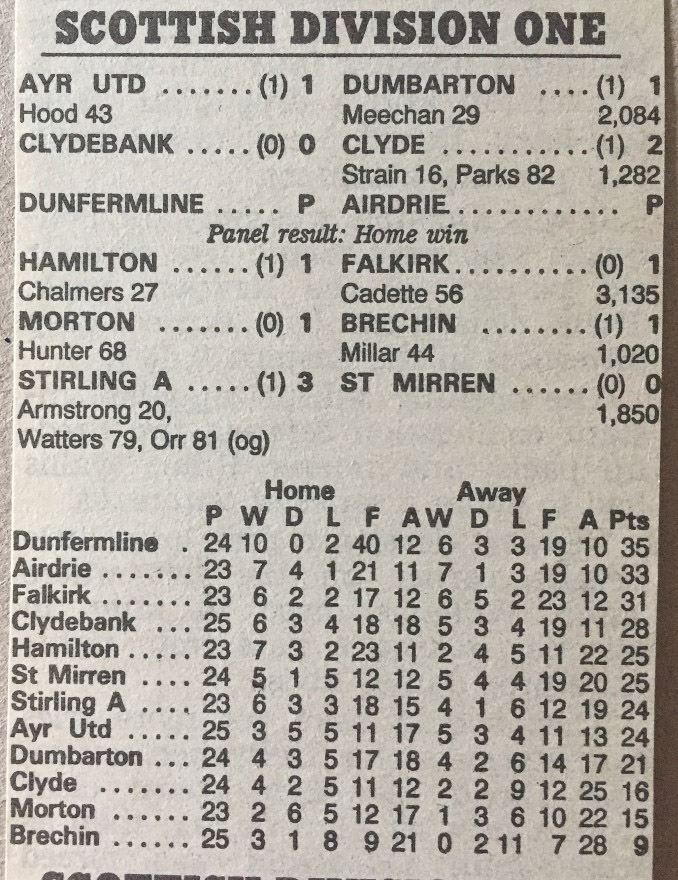 SCOTTISH DIVISION ONE
AYR UTD .......(1) 1 DUMBARTON ....(1) 1
Hood 43 Meechan 29 2,084
CLYDEBANK .....(0) 0 CLYDE ...........(1) 2
Strain 16, Parks 82 1,282
DUNFERMLINE ..... P AIRDRIE............ P
Panel result: Home win
HAMILTON ......(1) 1 FALKIRK..........(0) 1
Chalmers 27 Cadette 56 3,135
MORTON .......(0) 1 BRECHIN ........(1) 1
Hunter 68 Millar 44 1,020
STIRLING A .....(1) 3 ST MIRREN ......(0) 0
Armstrong 20, 1,850
Watters 79, Orr 81 (og)
Home Away
P W D L F A W D L F A Pts
Dunfermline . 24 10 0 2 40 12 6 3 3 19 10 35
Airdrie ....... 23 7 4 1 21 11 7 1 3 19 10 33
Falkirk ....... 23 6 2 2 17 12 6 5 2 23 12 31
Clydebank ... 25 6 3 4 18 18 5 3 4 19 11 28
Hamilton ..... 23 7 3 2 23 11 2 4 5 11 22 25
St Mirren .... 24 5 1 5 12 12 5 4 4 19 20 25
Stirling A .... 23 6 3 3 18 15 4 1 6 12 19 24
Ayr Utd ..... 25 3 5 5 11 17 5 3 4 11 13 24
Dumbarton ... 24 4 3 5 17 18 4 2 6 14 17 21
Clyde ....... 24 4 2 5 11 12 2 2 9 12 25 16
Morton ...... 23 2 6 5 12 17 1 3 6 10 22 15
Brechin ...... 25 3 1 8 9 21 0 2 11 7 28 9